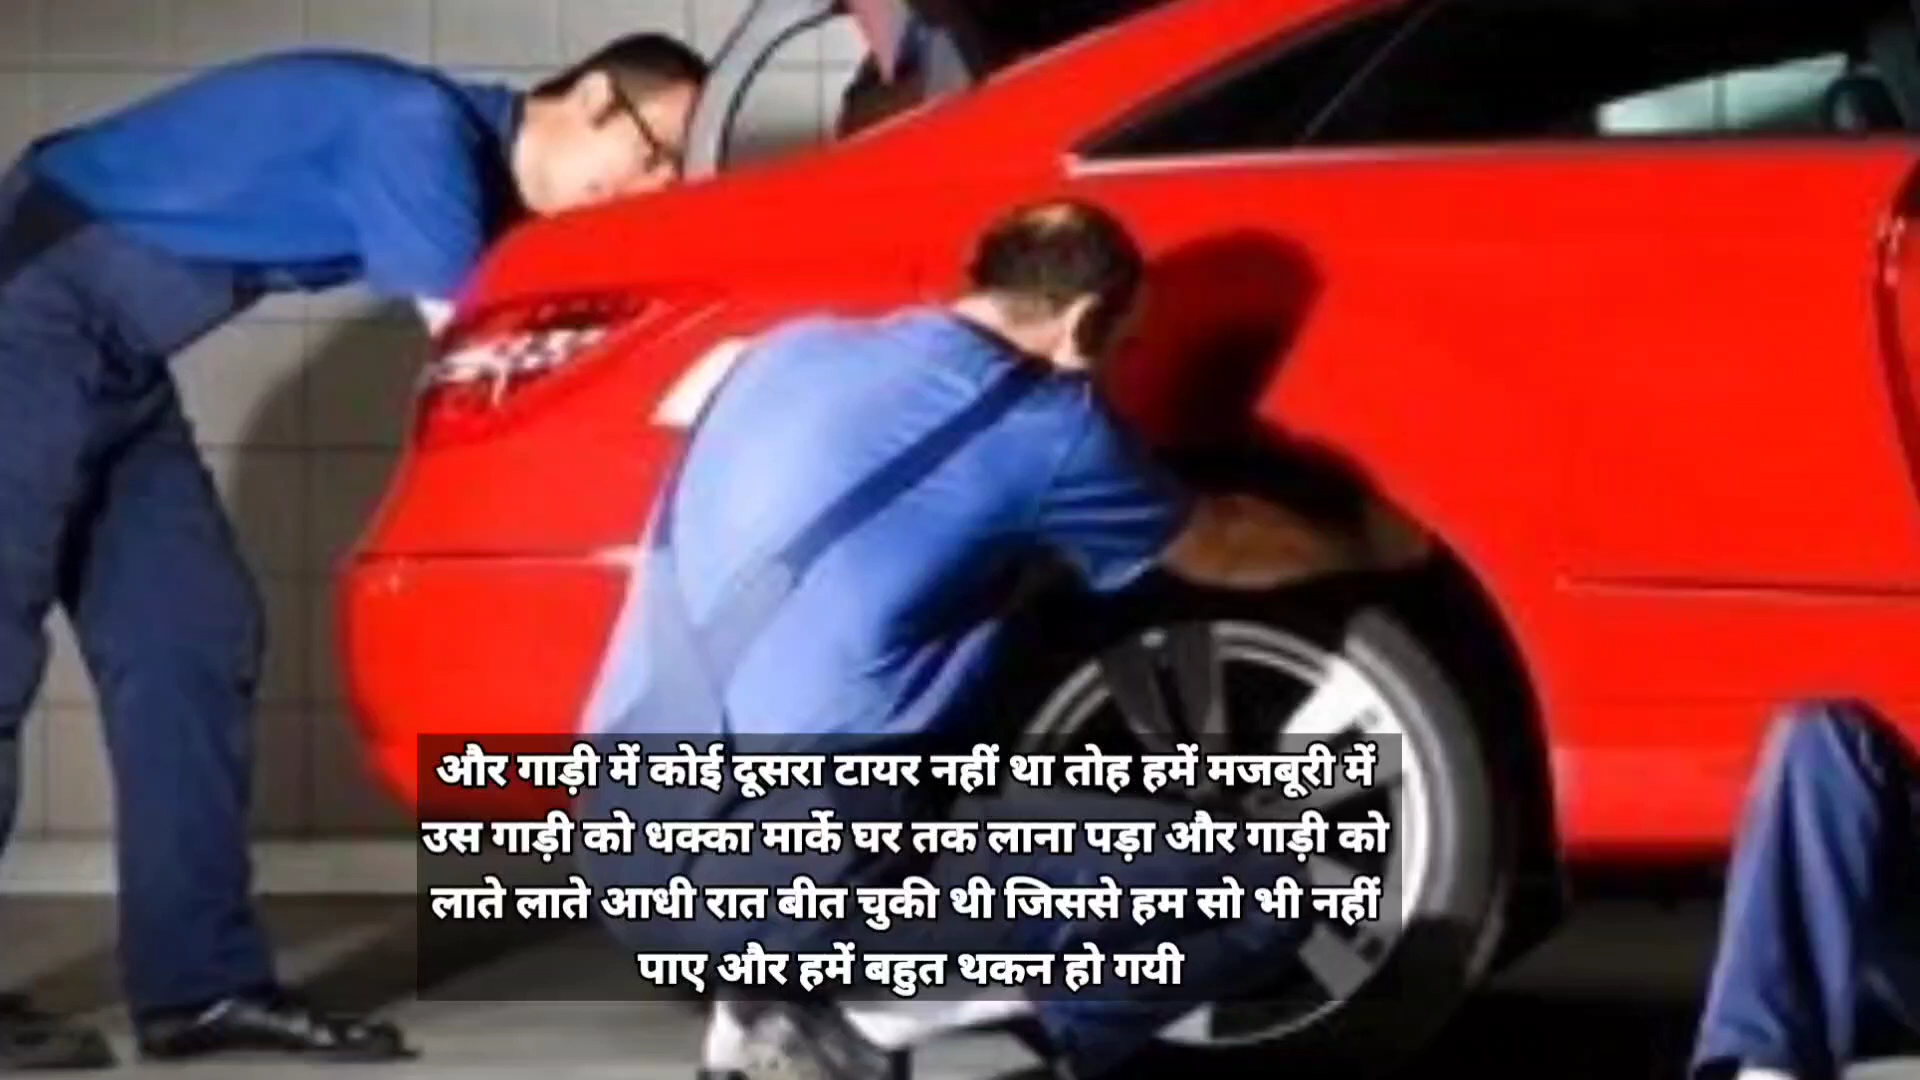 और गाड़ी में कोई दूसरा टायर नहीं था तोह हमें मजबूरी में
उस गाड़ी को धक्का मार्के घर तक लाना पड़ा और गाड़ी को
लाते लाते आधी रात बीत चुकी थी जिससे हम सो भी नहीं
पाए और हमें बहुत थकन हो गयी